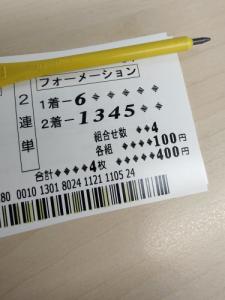 フォーメーション
2連単
1着－6☆☆☆☆☆
2着－1345☆☆
組合せ数 ◆◆4
各組 ◆◆◆◆100円
合計◆◆◆◆4枚 ◆◆◆◆◆400円
80 0010 1301 8024 1121 1105 24